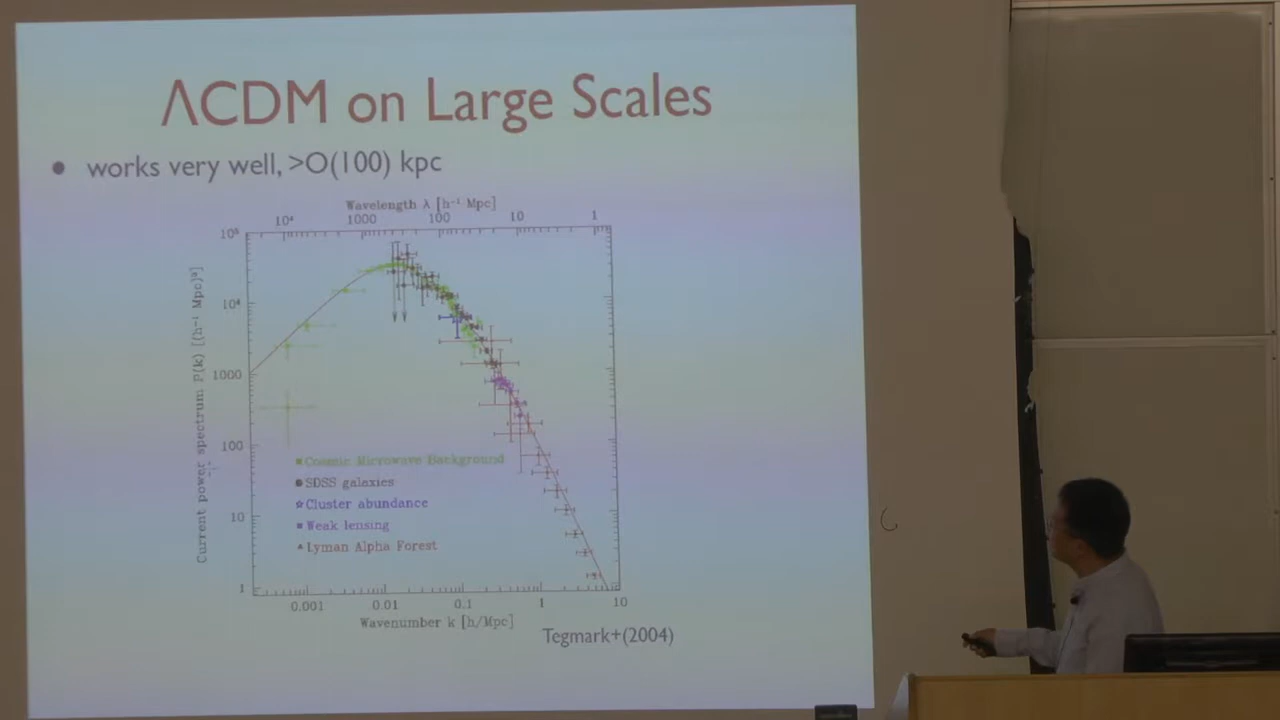 ΛCDM on Large Scales
• works very well, >O(100) kpc
Wavelength λ [h⁻¹ Mpc]
10⁴ 1000 100 10 1
10⁵
10⁴
1000
100
10
1
Current power spectrum P(k) [(h⁻¹ Mpc)³]
Cosmic Microwave Background
SDSS galaxies
Cluster abundance
Weak lensing
Lyman Alpha Forest
0.001 0.01 0.1 1 10
Wavenumber k [h/Mpc]
Tegmark+(2004)